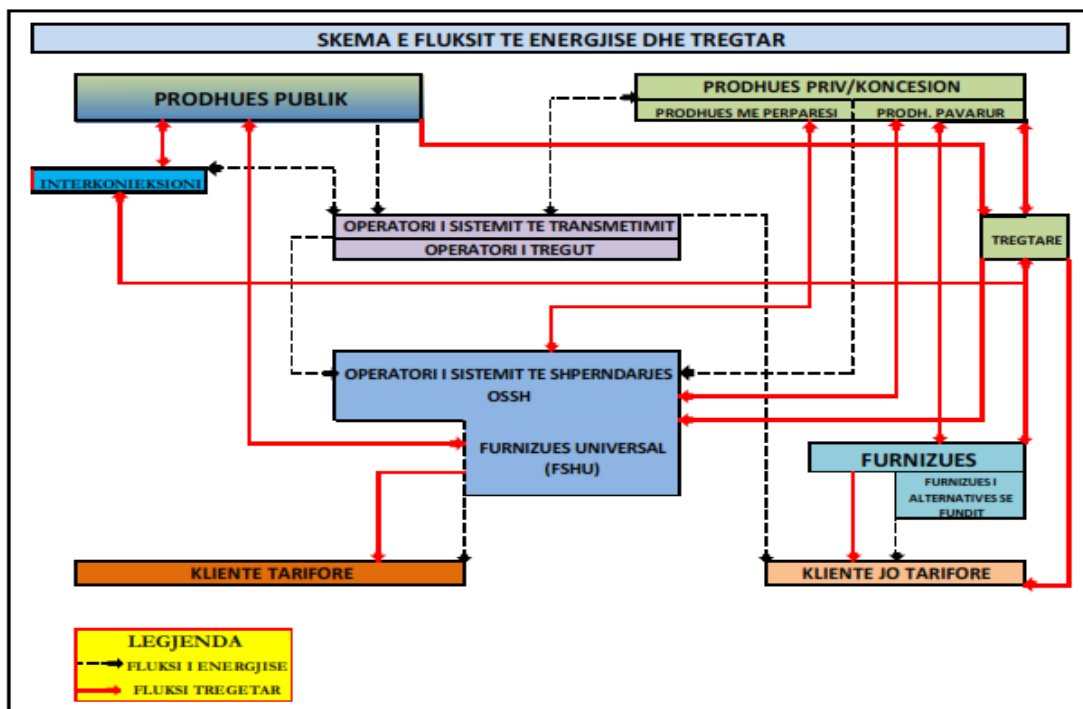 SKEMA E FLUKSIT TE ENERGJISE DHE TREGTAR
PRODHUES PUBLIK
PRODHUES PRIV/KONCESION
PRODHUES ME PERPARESI
PRODH. PAVARUR
INTERKONIEKSIONI
OPERATORI I SISTEMIT TE TRANSMETIMIT
OPERATORI I TREGUT
TREGTARE
OPERATORI I SISTEMIT TE SHPERNDARJES
OSSH
FURNIZUES UNIVERSAL
(FSHU)
FURNIZUES
FURNIZUES I
ALTERNATIVES SE
FUNDIT
KLIENTE TARIFORE
KLIENTE JO TARIFORE
LEGJENDA
FLUKSI I ENERGJISE
FLUKSI TREGETAR